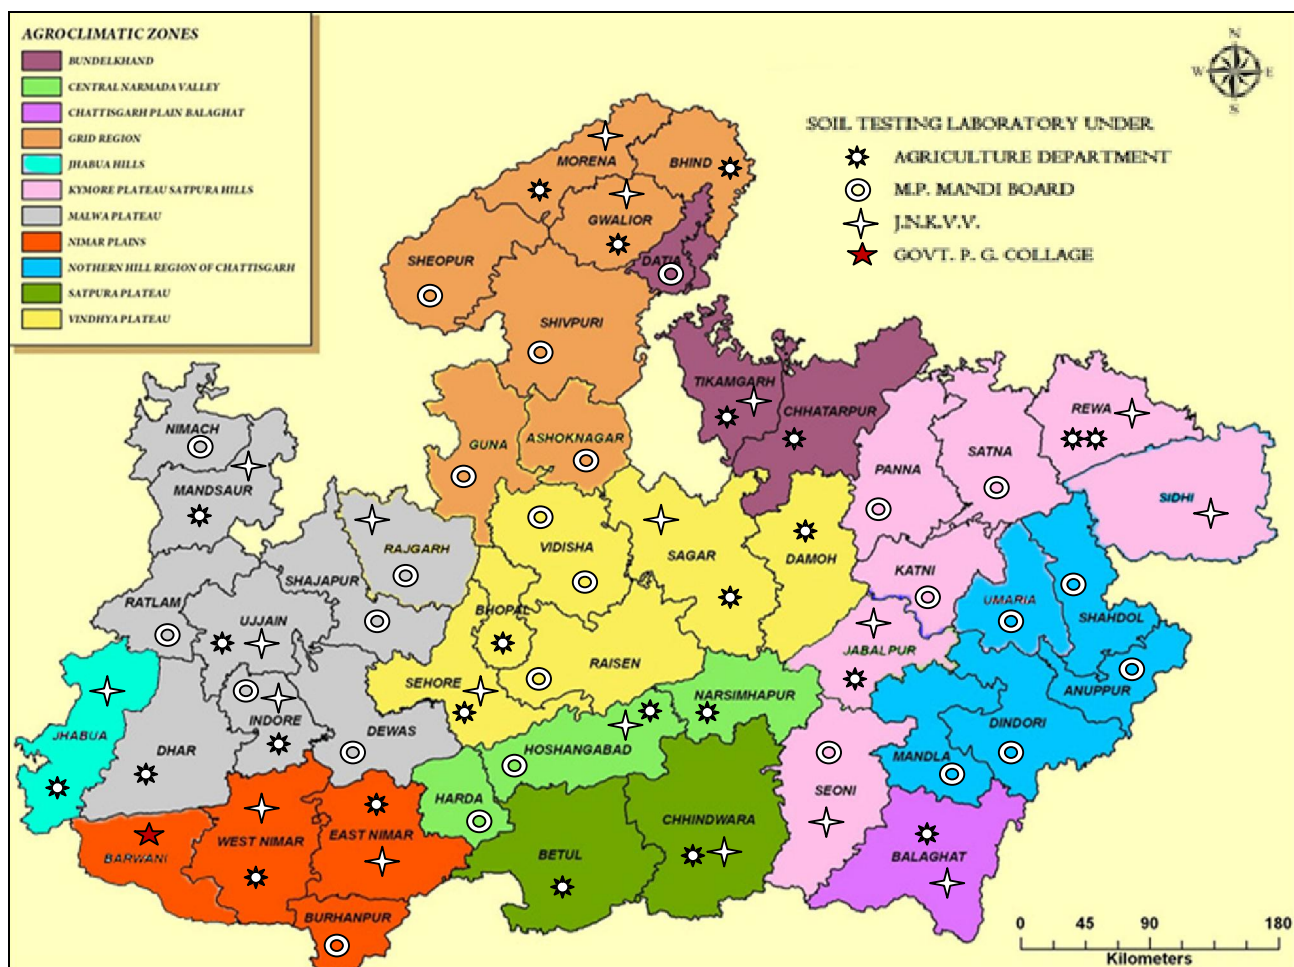 AGROCLIMATIC ZONES
BUNDELKHAND
CENTRAL NARMADA VALLEY
CHATTISGARH PLAIN BALAGHAT
GRID REGION
JHABUA HILLS
KYMORE PLATEAU SATPURA HILLS
MALWA PLATEAU
NIMAR PLAINS
NOTHERN HILL REGION OF CHATTISGARH
SATPURA PLATEAU
VINDHYA PLATEAU
N
W E
S
SOIL TESTING LABORATORY UNDER
AGRICULTURE DEPARTMENT
M.P. MANDI BOARD
J.N.K.V.V.
GOVT. P. G. COLLAGE
MORENA
BHIND
GWALIOR
SHEOPUR
DATIA
SHIVPURI
TIKAMGARH
CHHATARPUR
REWA
NIMACH
GUNA
ASHOKNAGAR
PANNA
SATNA
MANDSAUR
SIDHI
RAJGARH
VIDISHA
SAGAR
DAMOH
SHAJAPUR
KATNI
RATLAM
UJJAIN
BHOPAL
UMARIA
SHAHDOL
JABALPUR
RAISEN
SEHORE
NARSIMHAPUR
ANUPPUR
INDORE
DEWAS
JHABUA
DHAR
HOSHANGABAD
DINDORI
MANDLA
HARDA
SEONI
CHHINDWARA
EAST NIMAR
WEST NIMAR
BARWANI
BETUL
BALAGHAT
BURHANPUR
0 45 90 180
Kilometers